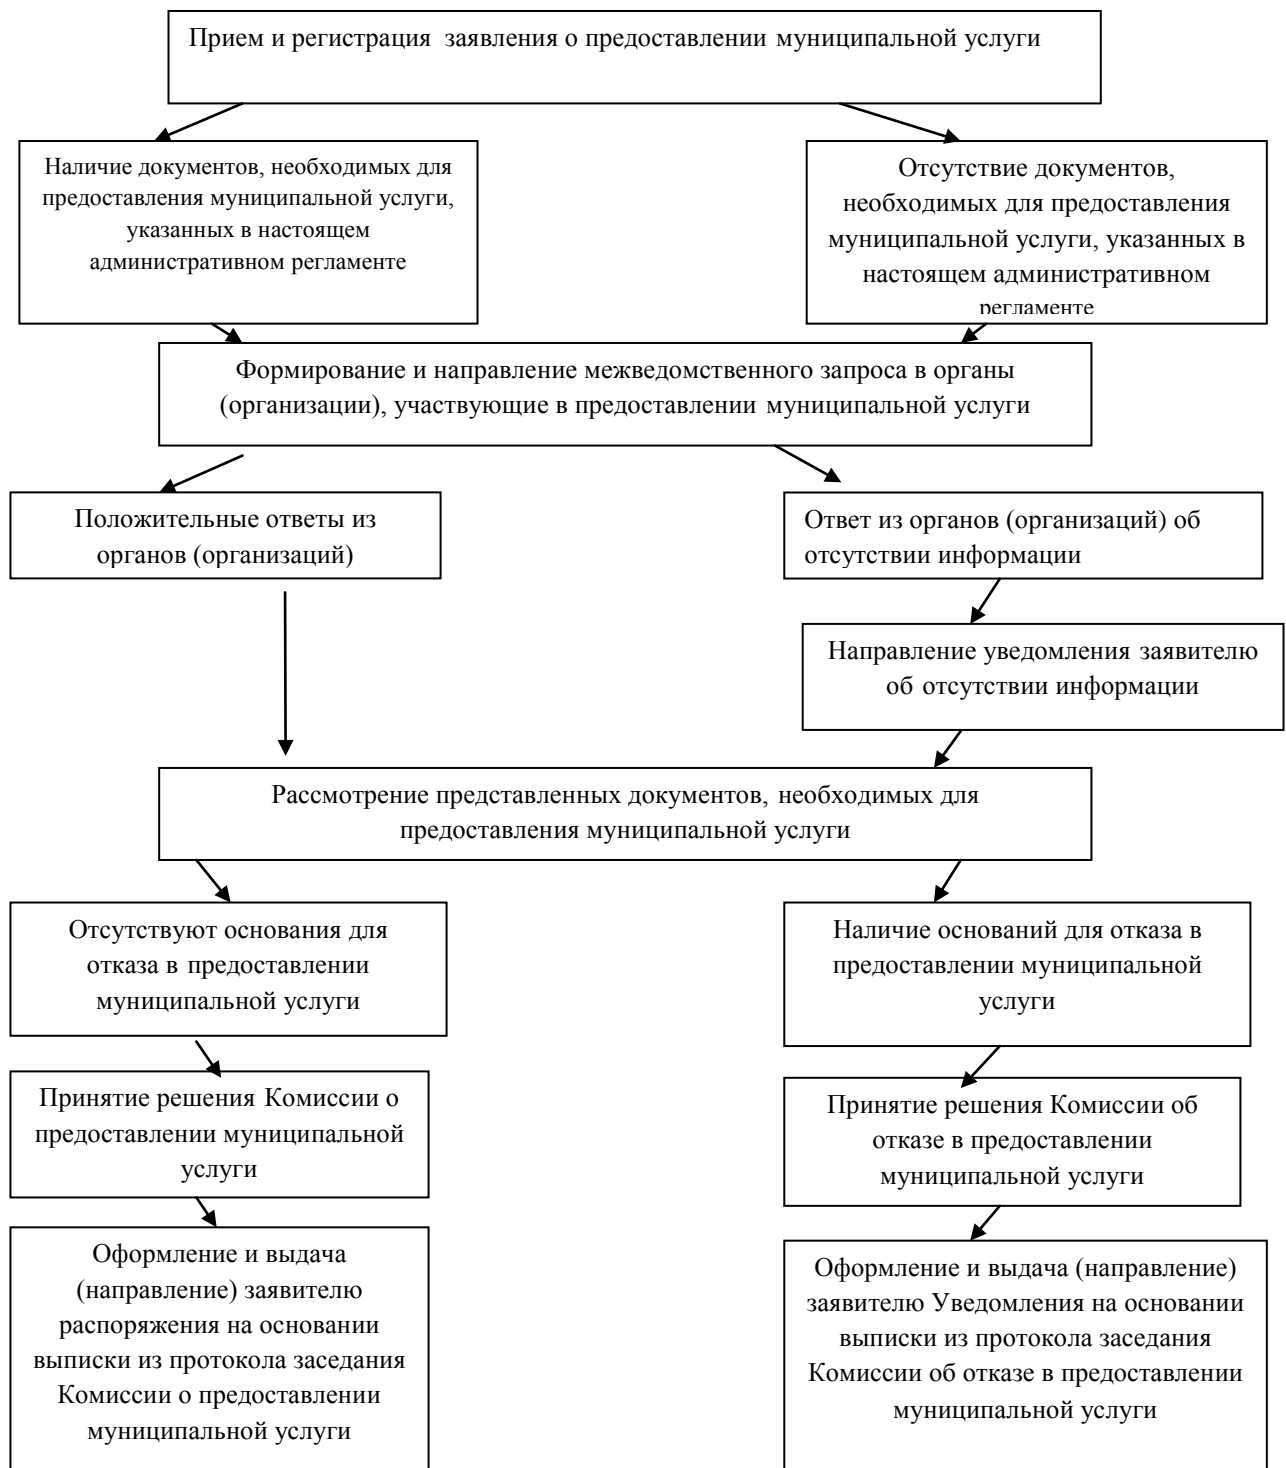 Прием и регистрация заявления о предоставлении муниципальной услуги
Наличие документов, необходимых для
предоставления муниципальной услуги,
указанных в настоящем
административном регламенте
Отсутствие документов,
необходимых для предоставления
муниципальной услуги, указанных в
настоящем административном
регламенте
Формирование и направление межведомственного запроса в органы
(организации), участвующие в предоставлении муниципальной услуги
Положительные ответы из
органов (организаций)
Ответ из органов (организаций) об
отсутствии информации
Направление уведомления заявителю
об отсутствии информации
Рассмотрение представленных документов, необходимых для
предоставления муниципальной услуги
Отсутствуют основания для
отказа в предоставлении
муниципальной услуги
Наличие оснований для отказа в
предоставлении муниципальной
услуги
Принятие решения Комиссии о
предоставлении муниципальной
услуги
Принятие решения Комиссии об
отказе в предоставлении
муниципальной услуги
Оформление и выдача
(направление) заявителю
распоряжения на основании
выписки из протокола заседания
Комиссии о предоставлении
муниципальной услуги
Оформление и выдача (направление)
заявителю Уведомления на основании
выписки из протокола заседания
Комиссии об отказе в предоставлении
муниципальной услуги